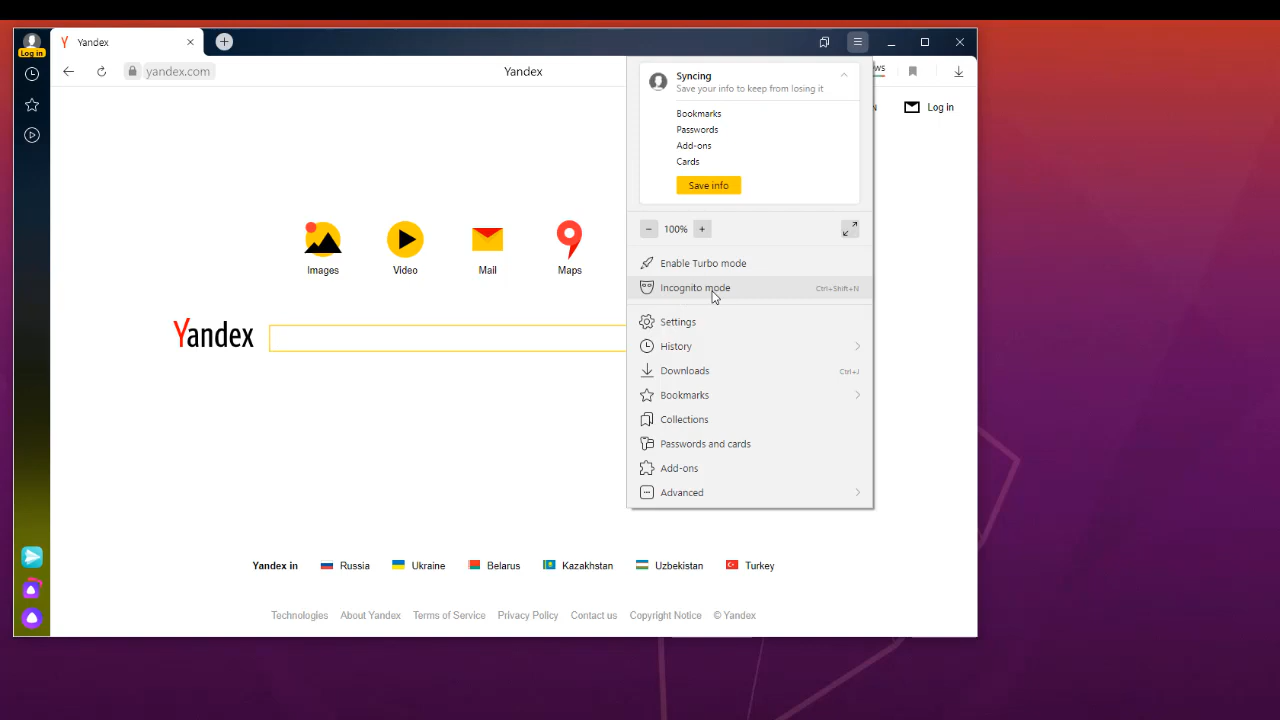 Yandex
Log in
yandex.com
Yandex
ws
Log in
Syncing
Save your info to keep from losing it
Bookmarks
Passwords
Add-ons
Cards
Save info
− 100% +
Enable Turbo mode
Incognito mode Ctrl+Shift+N
Settings
History
Downloads Ctrl+J
Bookmarks
Collections
Passwords and cards
Add-ons
Advanced
Images Video Mail Maps
Yandex
Yandex in Russia Ukraine Belarus Kazakhstan Uzbekistan Turkey
Technologies About Yandex Terms of Service Privacy Policy Contact us Copyright Notice © Yandex